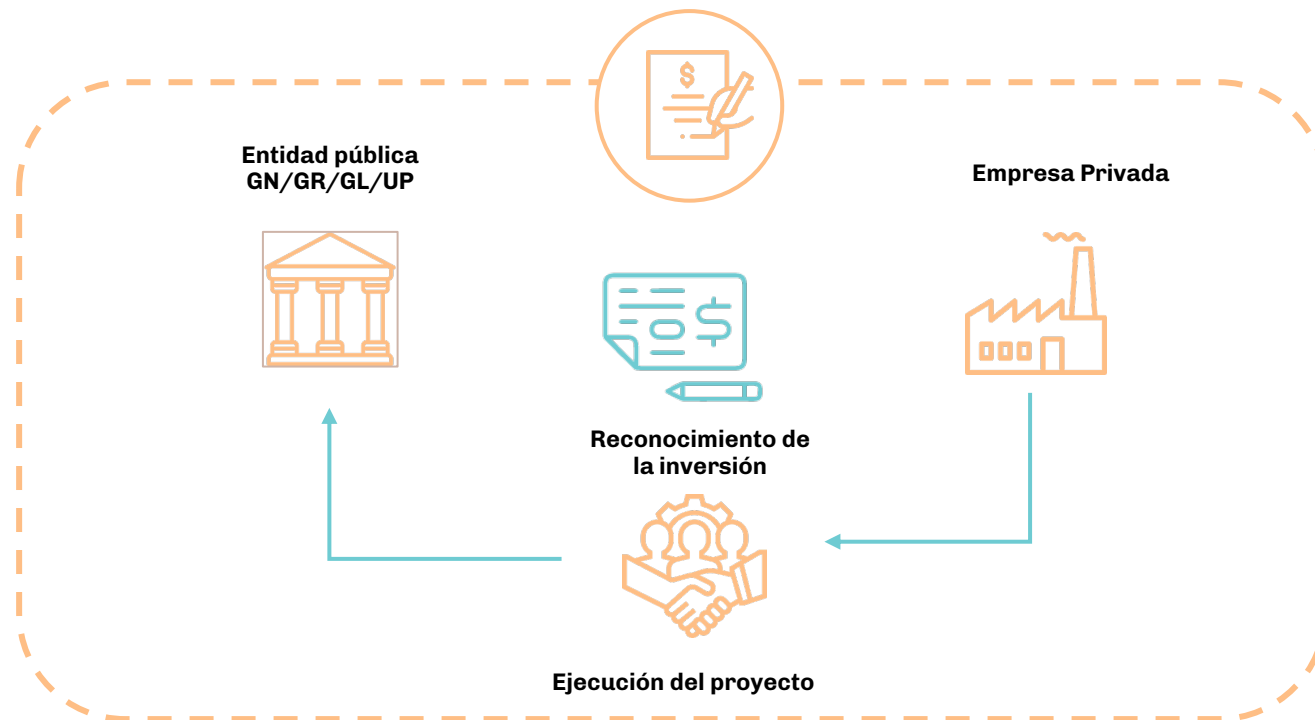 Entidad pública
GN/GR/GL/UP
Empresa Privada
Reconocimiento de
la inversión
Ejecución del proyecto